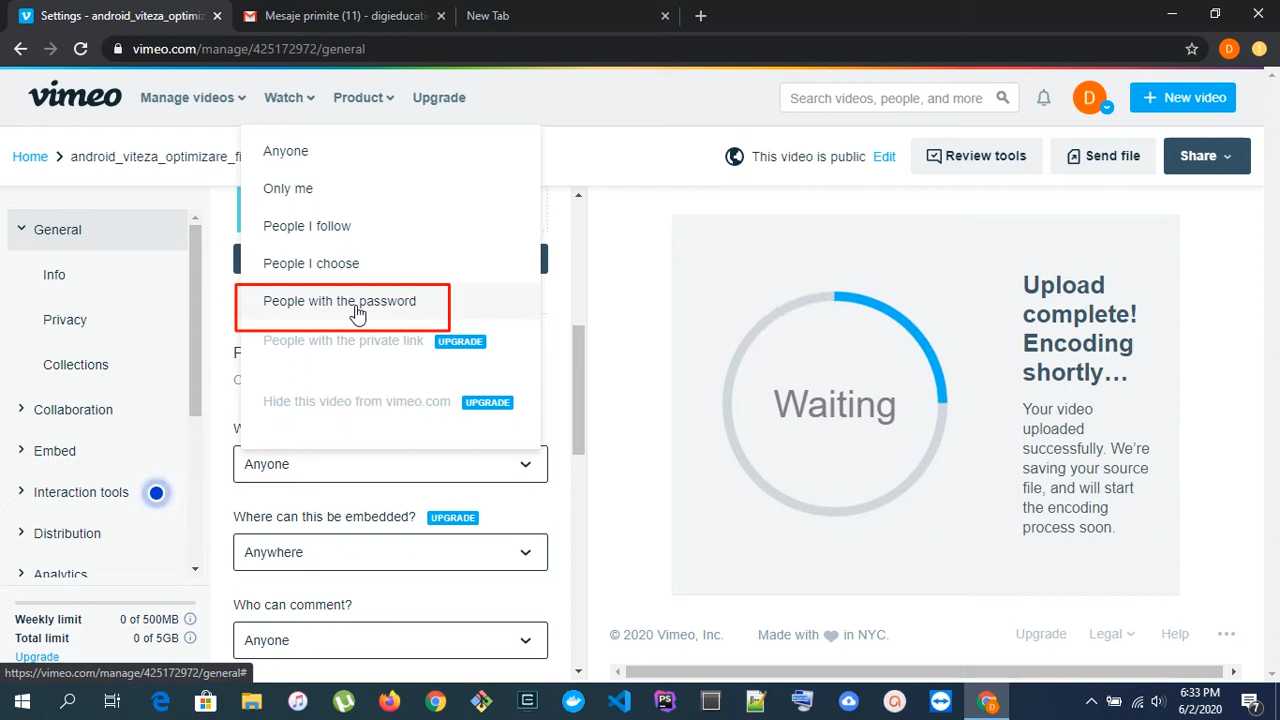 Settings - android_viteza_optimiz
Mesaje primite (11) - digieducati
New Tab
vimeo.com/manage/425172972/general
D
vimeo
Manage videos
Watch
Product
Upgrade
Search videos, people, and more
D
+ New video
Home > android_viteza_optimizare_fi
This video is public Edit
Review tools
Send file
Share
General
Info
Privacy
Collections
Collaboration
Embed
Interaction tools
Distribution
Analytics
Weekly limit 0 of 500MB
Total limit 0 of 5GB
Upgrade
https://vimeo.com/manage/425172972/general#
Anyone
Only me
People I follow
People I choose
People with the password
People with the private link UPGRADE
Hide this video from vimeo.com UPGRADE
Anyone
Where can this be embedded? UPGRADE
Anywhere
Who can comment?
Anyone
Waiting
Upload
complete!
Encoding
shortly...
Your video
uploaded
successfully. We're
saving your source
file, and will start
the encoding
process soon.
© 2020 Vimeo, Inc.
Made with in NYC.
Upgrade
Legal
Help
6:33 PM
6/2/2020
7